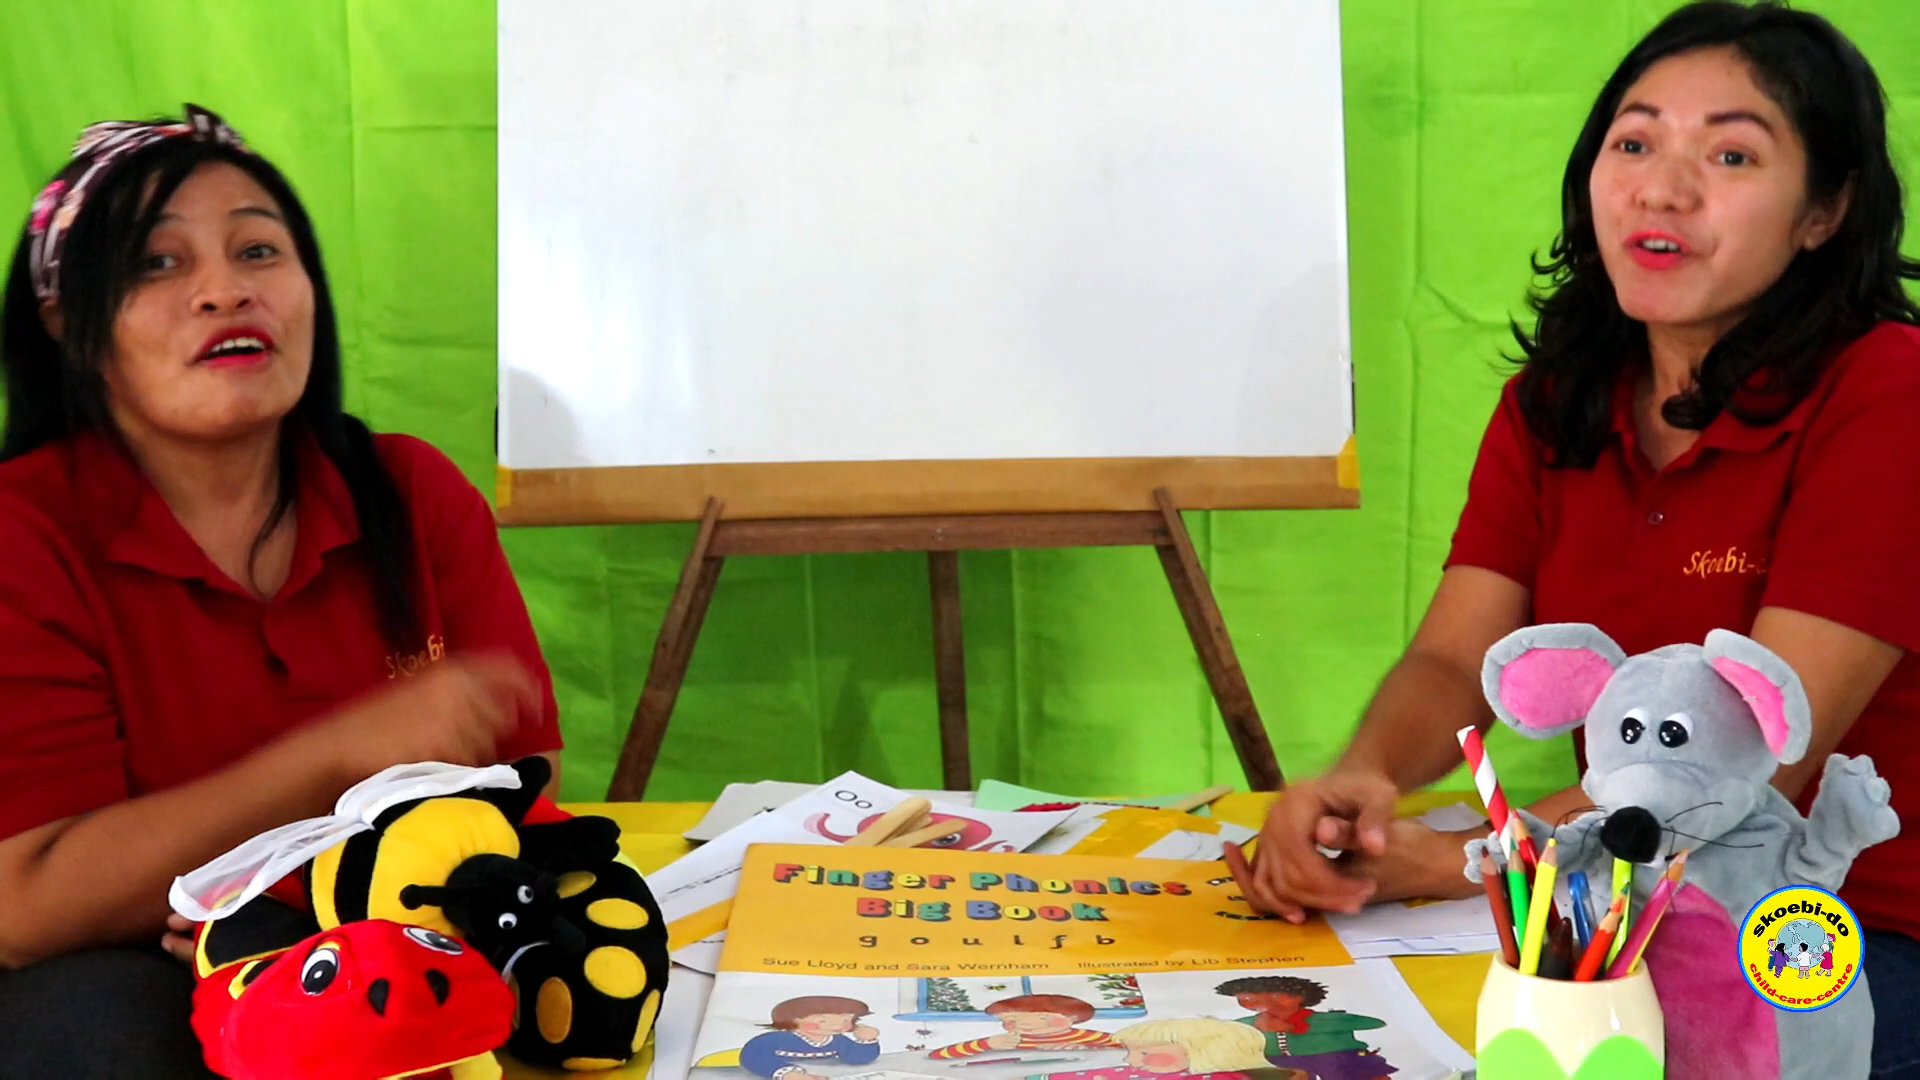 Skoebi
Skoebi-
Oo
Finger Phonics
Big Book
g o u l f b
Sue Lloyd and Sara Wernham Illustrated by Lib Stephen
skoebi-do
child-care-centre